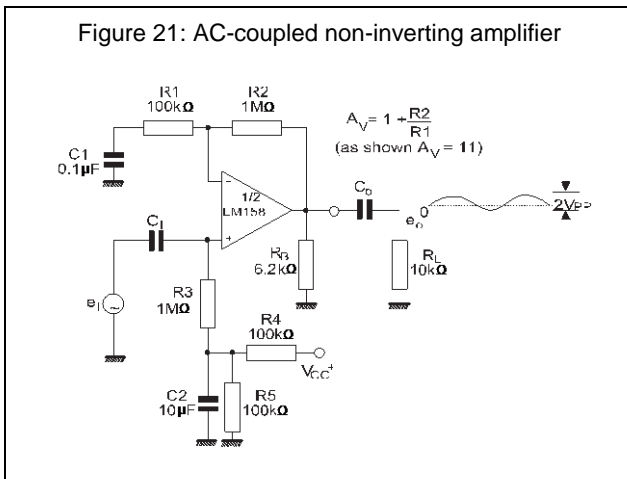 Figure 21: AC-coupled non-inverting amplifier
R1
100kΩ
R2
1MΩ
A_V = 1 + R2/R1
(as shown A_V = 11)
C1
0.1μF
1/2
LM158
-
+
C_I
C_o
e_o
0
2V_PP
R_B
6.2kΩ
R_L
10kΩ
e_I
~
R3
1MΩ
R4
100kΩ
V_CC+
C2
10μF
R5
100kΩ